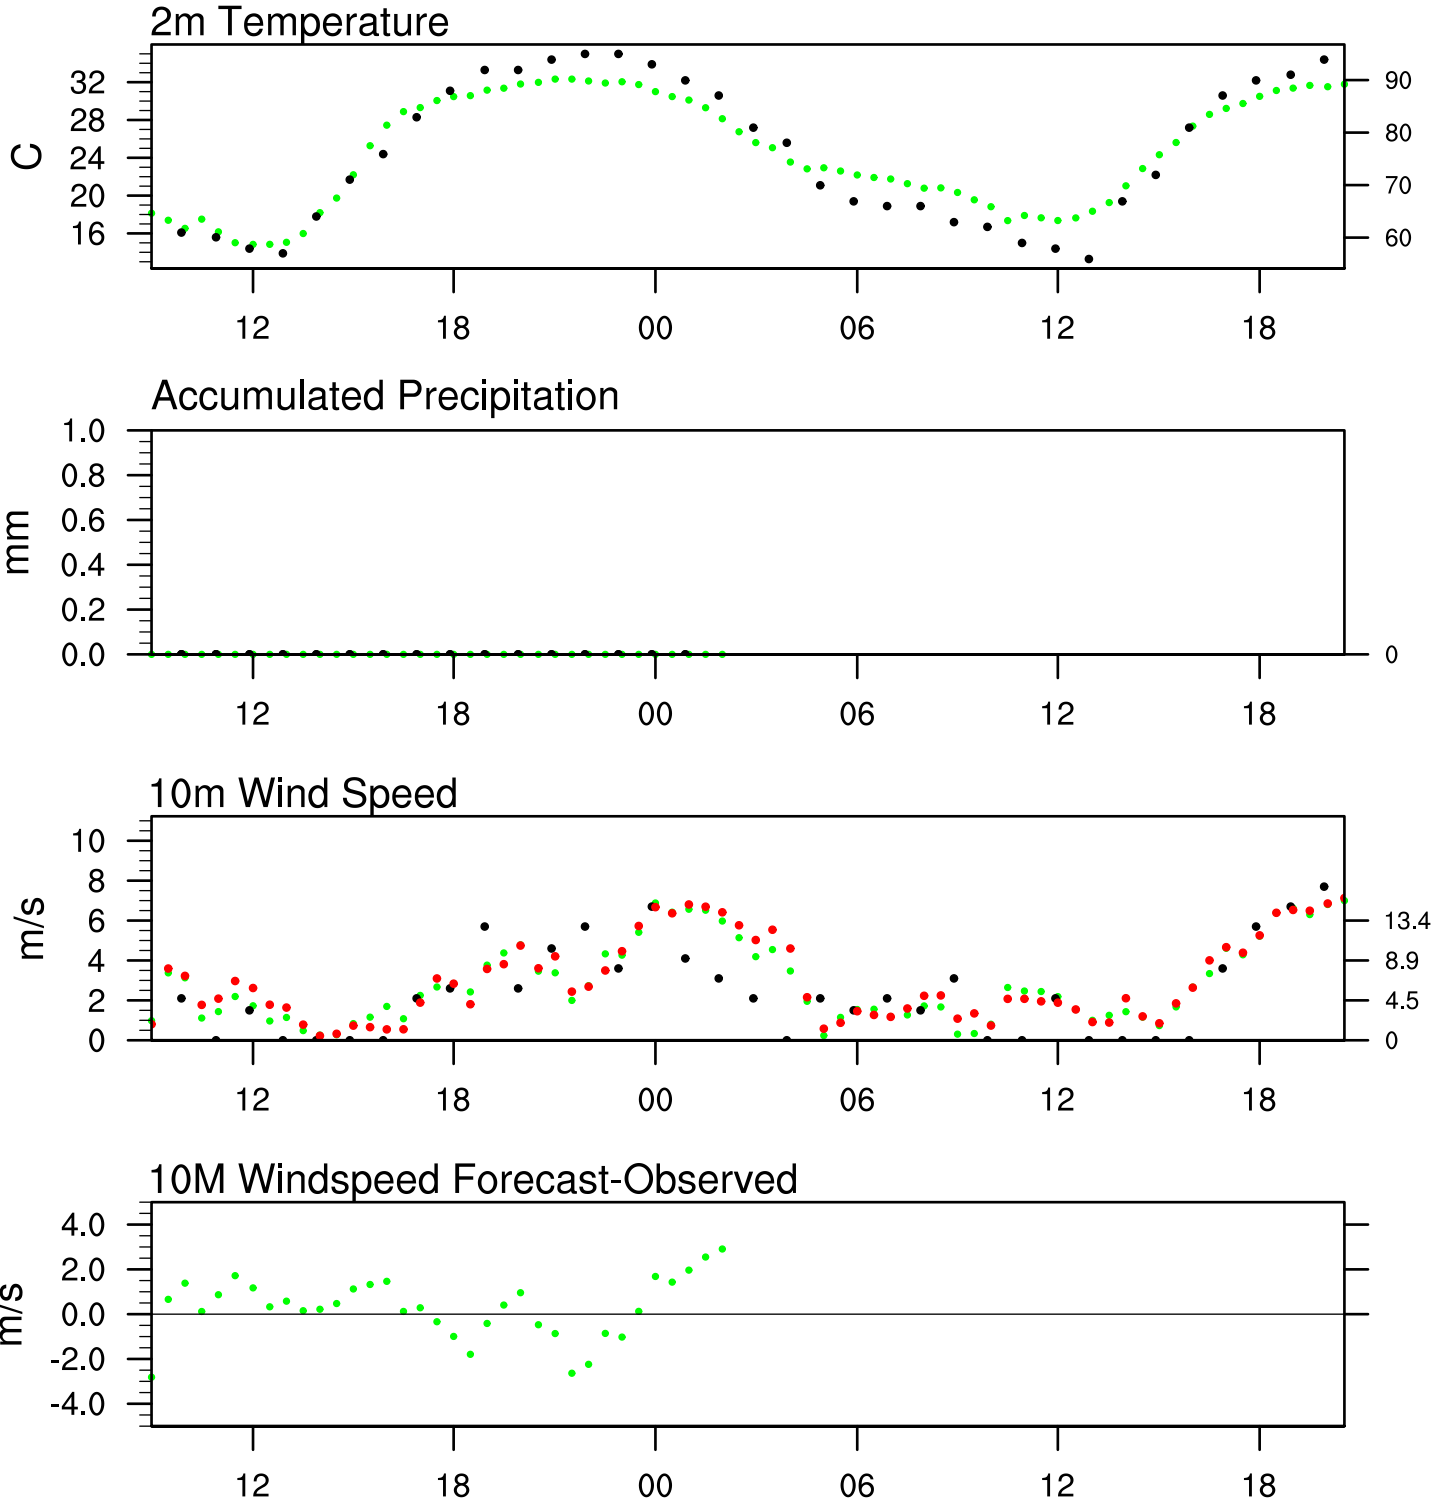 2m Temperature
C
32
28
24
20
16
90
80
70
60
12 18 00 06 12 18
Accumulated Precipitation
mm
1.0
0.8
0.6
0.4
0.2
0.0
0
12 18 00 06 12 18
10m Wind Speed
m/s
10
8
6
4
2
0
13.4
8.9
4.5
0
12 18 00 06 12 18
10M Windspeed Forecast-Observed
m/s
4.0
2.0
0.0
-2.0
-4.0
12 18 00 06 12 18